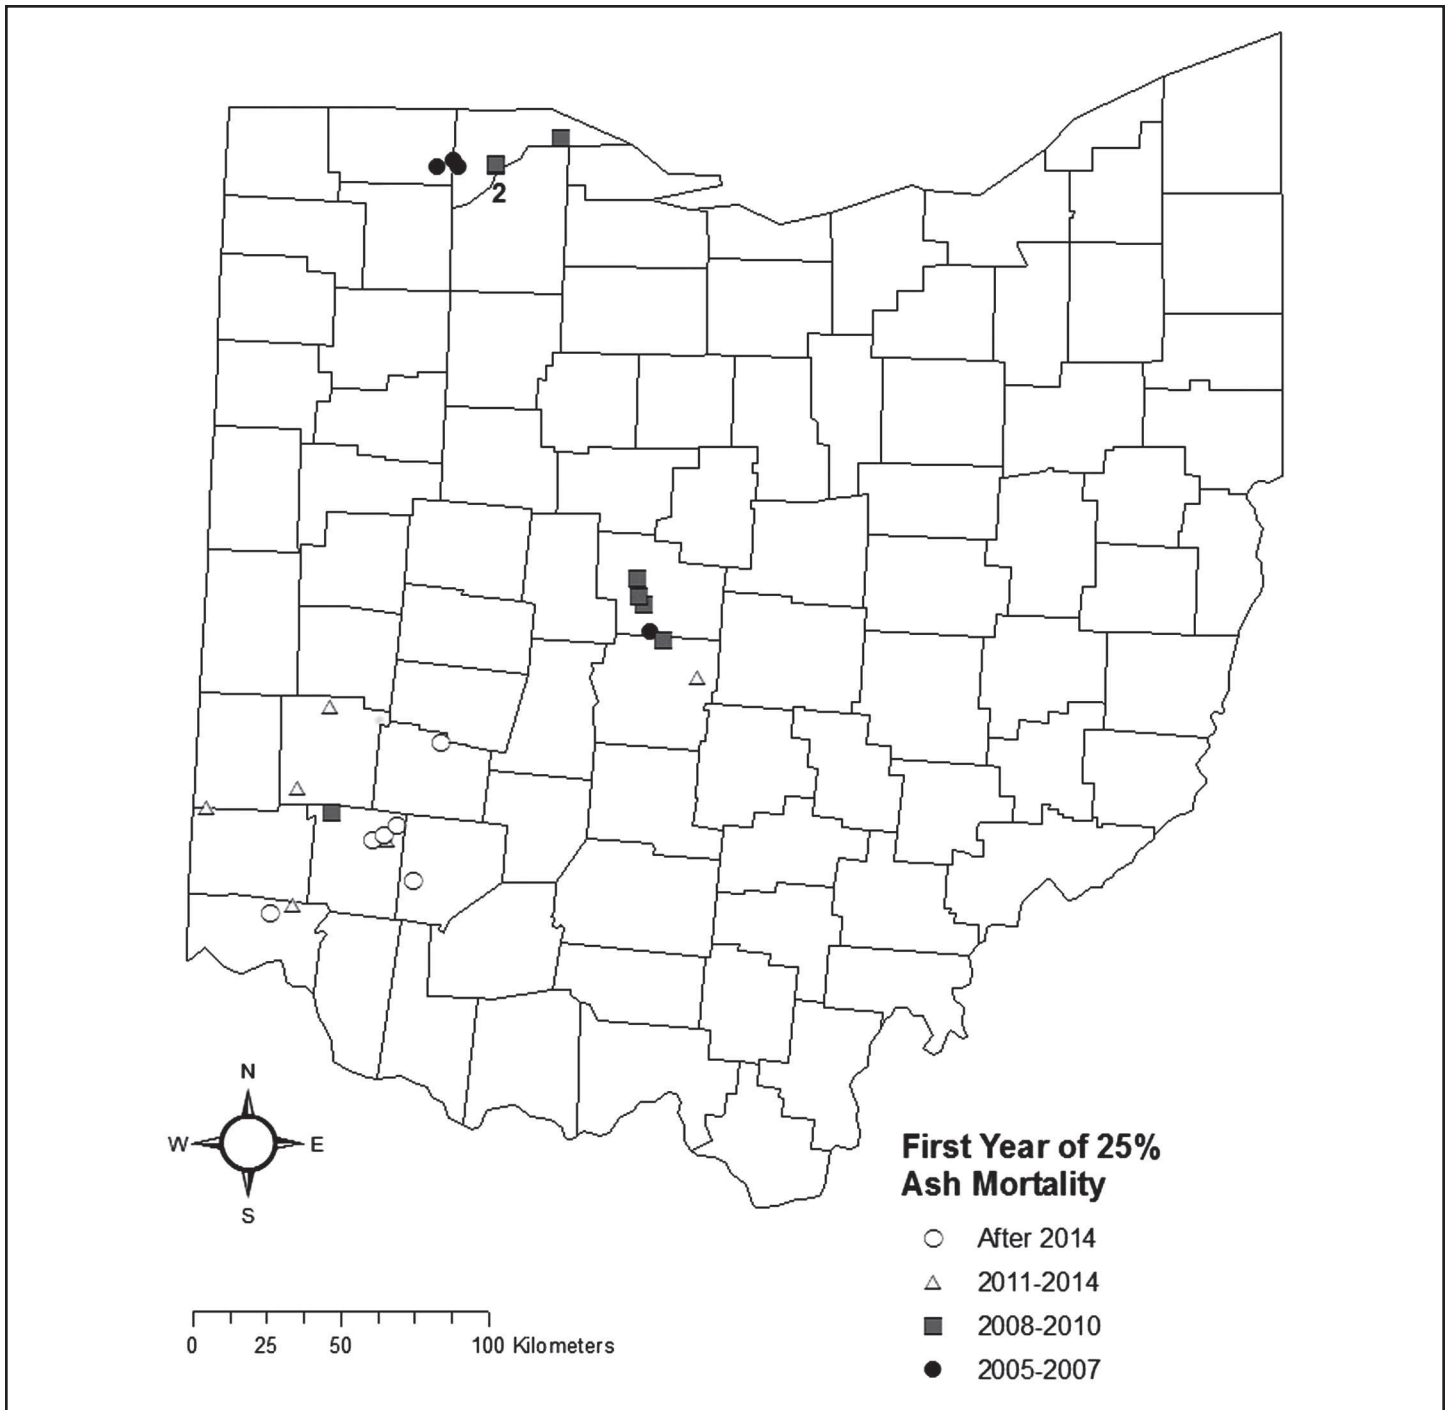 2
N
W E
S
First Year of 25%
Ash Mortality
After 2014
2011-2014
2008-2010
2005-2007
0 25 50 100 Kilometers